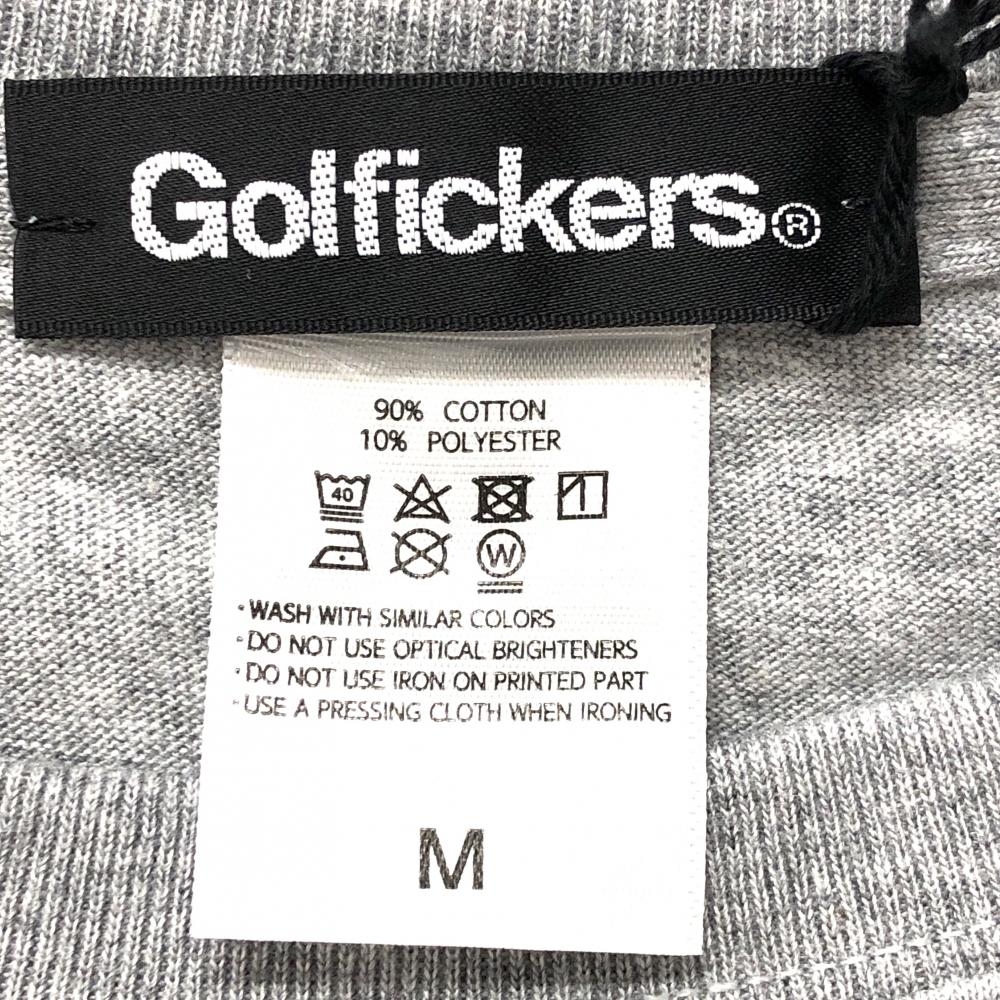 Golfickers®
90% COTTON
10% POLYESTER
40
W
·WASH WITH SIMILAR COLORS
·DO NOT USE OPTICAL BRIGHTENERS
·DO NOT USE IRON ON PRINTED PART
·USE A PRESSING CLOTH WHEN IRONING
M